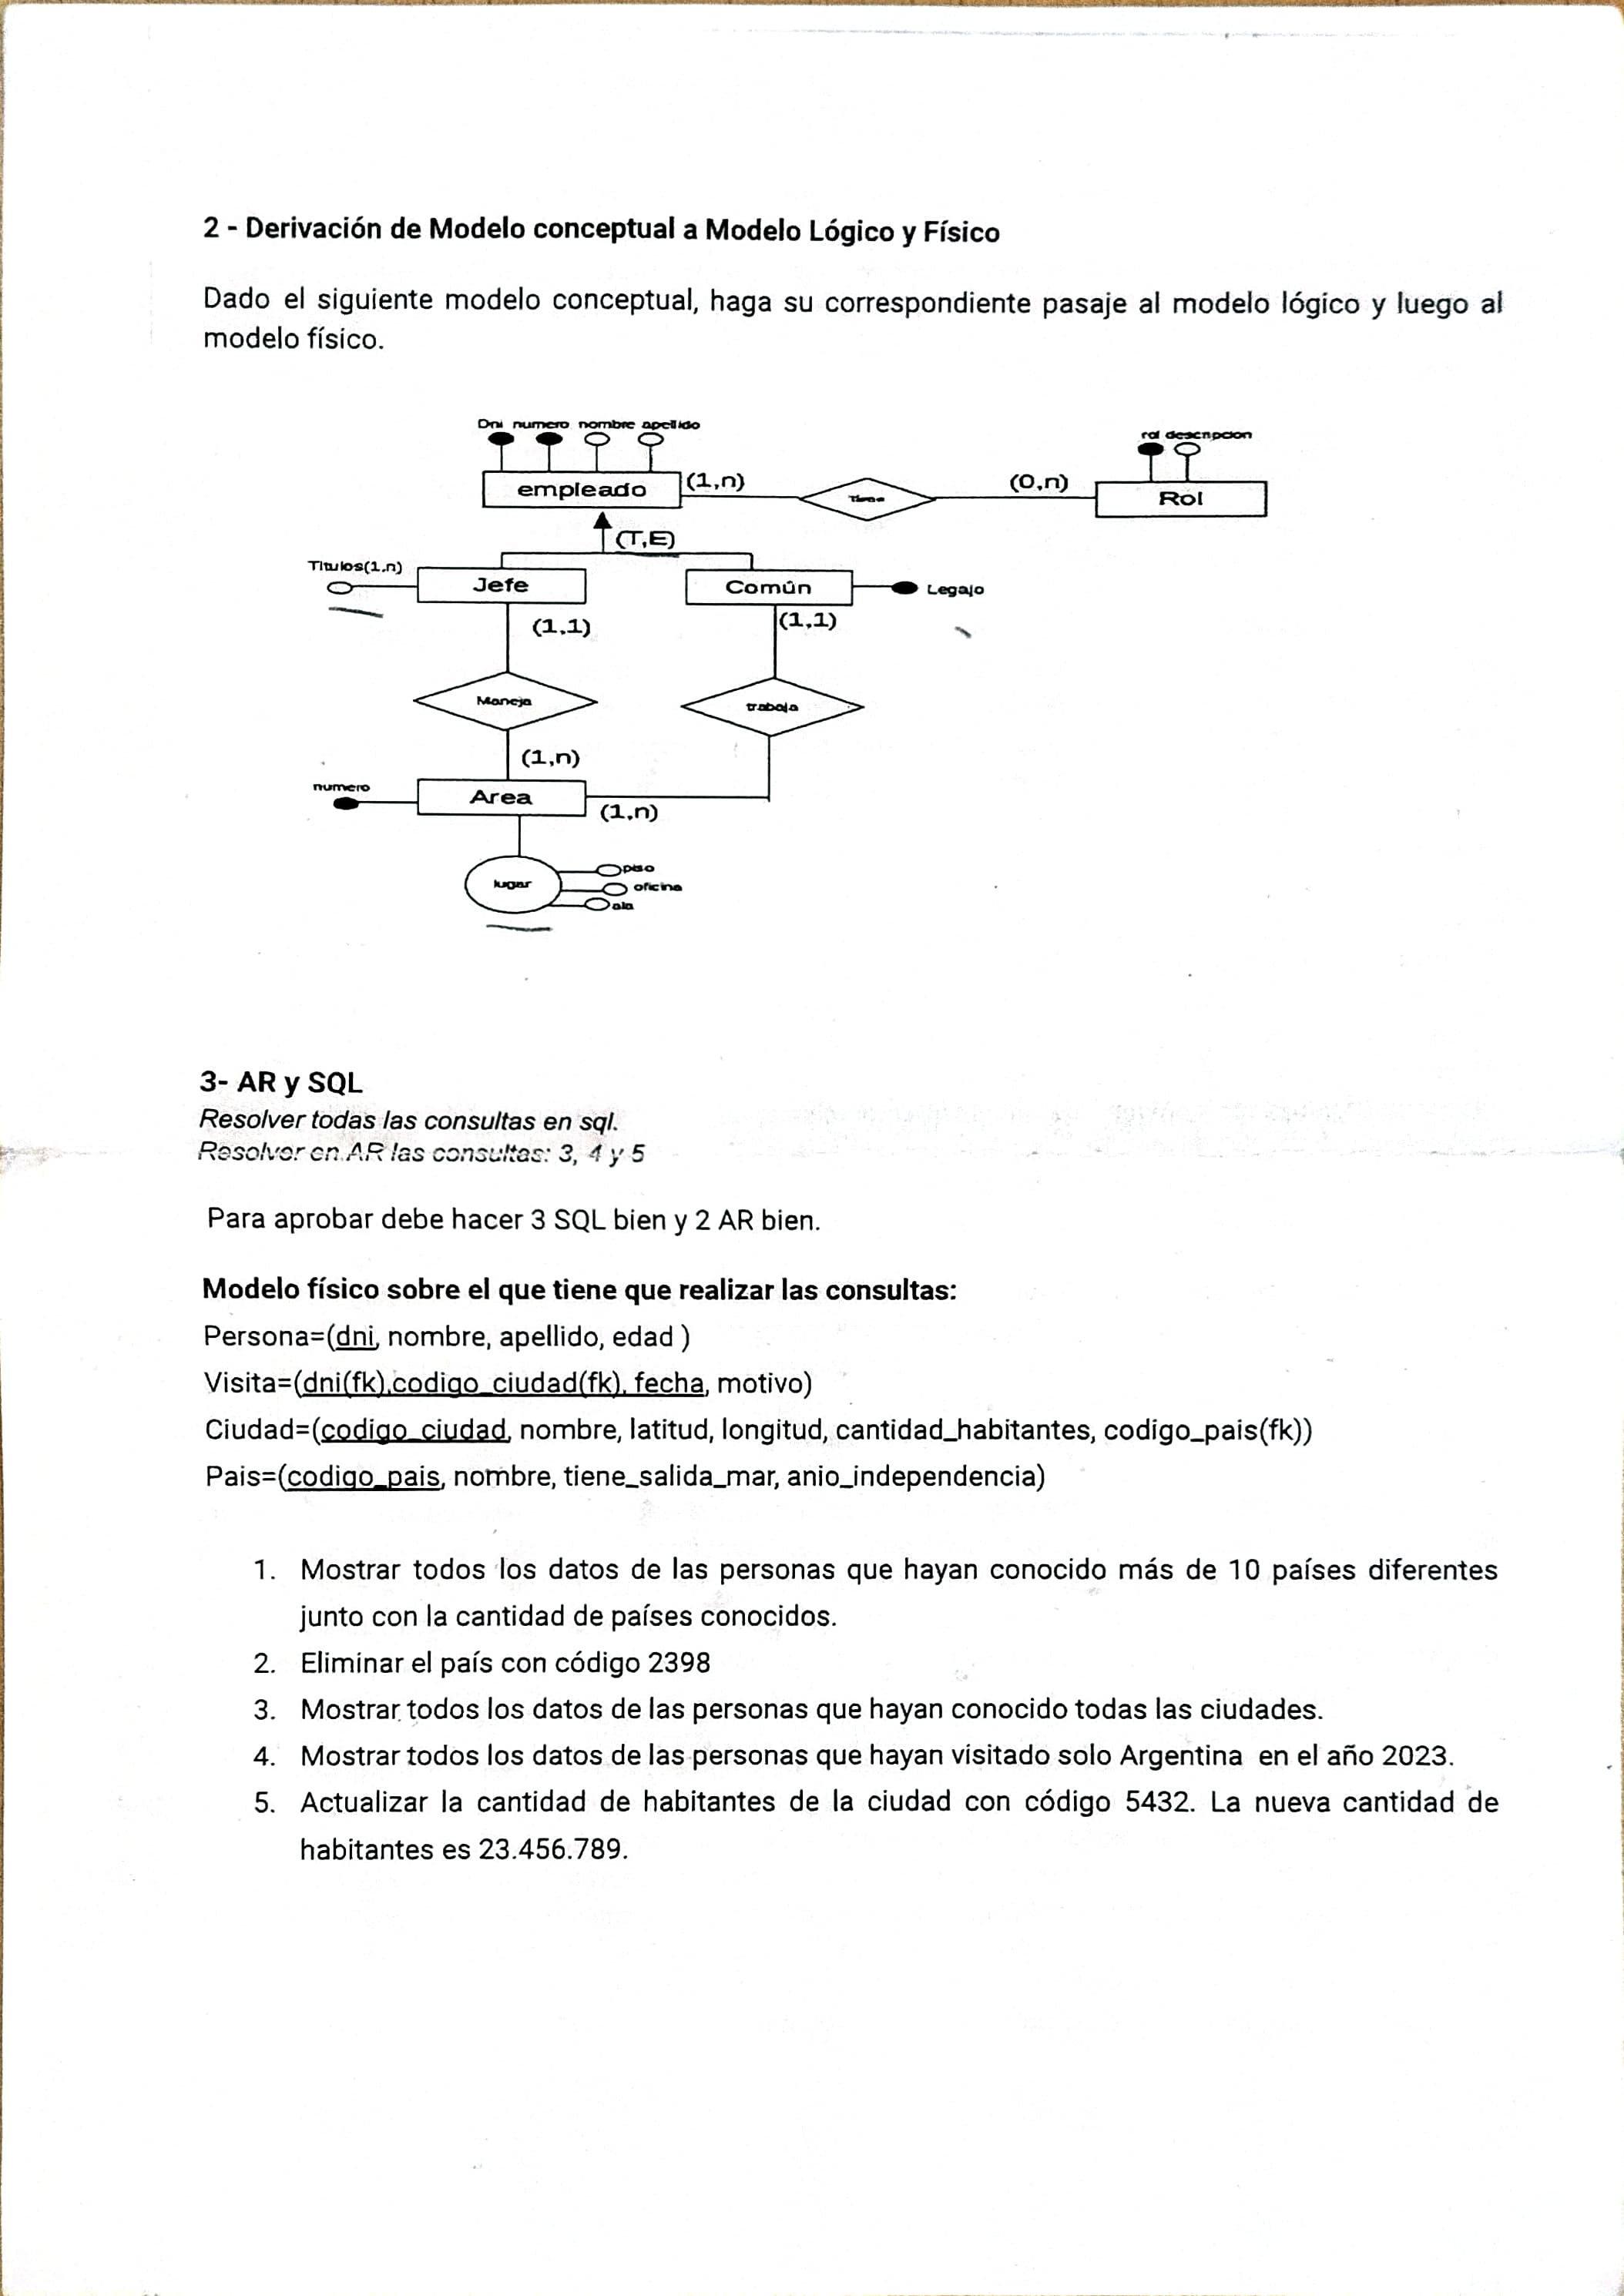 2 - Derivación de Modelo conceptual a Modelo Lógico y Físico
Dado el siguiente modelo conceptual, haga su correspondiente pasaje al modelo lógico y luego al
modelo físico.
Dni numero nombre apellido
rol descripcion
empleado
(1,n)
Tiene
(0,n)
Rol
(T,E)
Titulos(1,n)
Jefe
Común
Legajo
(1,1)
(1,1)
Maneja
trabaja
(1,n)
numero
Area
(1,n)
lugar
piso
oficina
ala
3- AR y SQL
Resolver todas las consultas en sql.
Resolver en AR las consultas: 3, 4 y 5
Para aprobar debe hacer 3 SQL bien y 2 AR bien.
Modelo físico sobre el que tiene que realizar las consultas:
Persona=(dni, nombre, apellido, edad )
Visita=(dni(fk),codigo_ciudad(fk), fecha, motivo)
Ciudad=(codigo_ciudad, nombre, latitud, longitud, cantidad_habitantes, codigo_pais(fk))
Pais=(codigo_pais, nombre, tiene_salida_mar, anio_independencia)
1. Mostrar todos los datos de las personas que hayan conocido más de 10 países diferentes
junto con la cantidad de países conocidos.
2. Eliminar el país con código 2398
3. Mostrar todos los datos de las personas que hayan conocido todas las ciudades.
4. Mostrar todos los datos de las personas que hayan visitado solo Argentina en el año 2023.
5. Actualizar la cantidad de habitantes de la ciudad con código 5432. La nueva cantidad de
habitantes es 23.456.789.